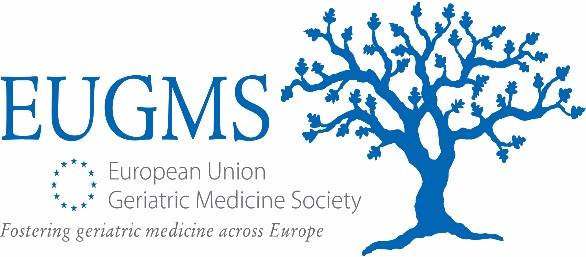 EUGMS
European Union
Geriatric Medicine Society
Fostering geriatric medicine across Europe